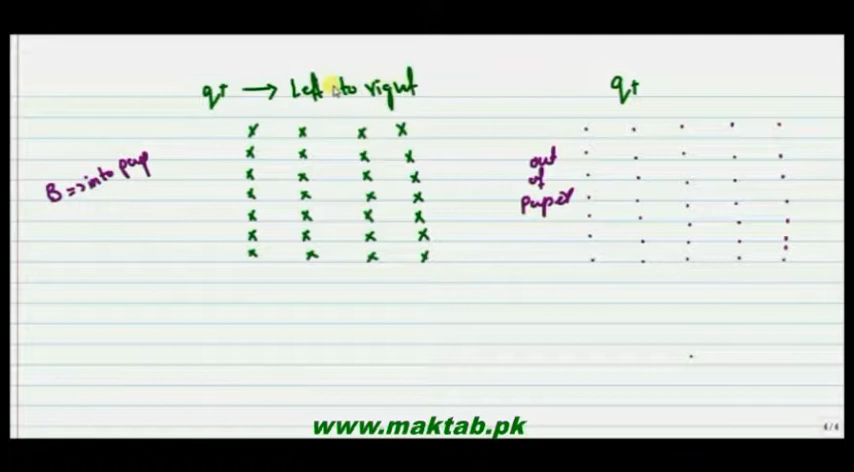 q+ → Left to right
q+
B => into pap
out
of
paper
www.maktab.pk
4/4